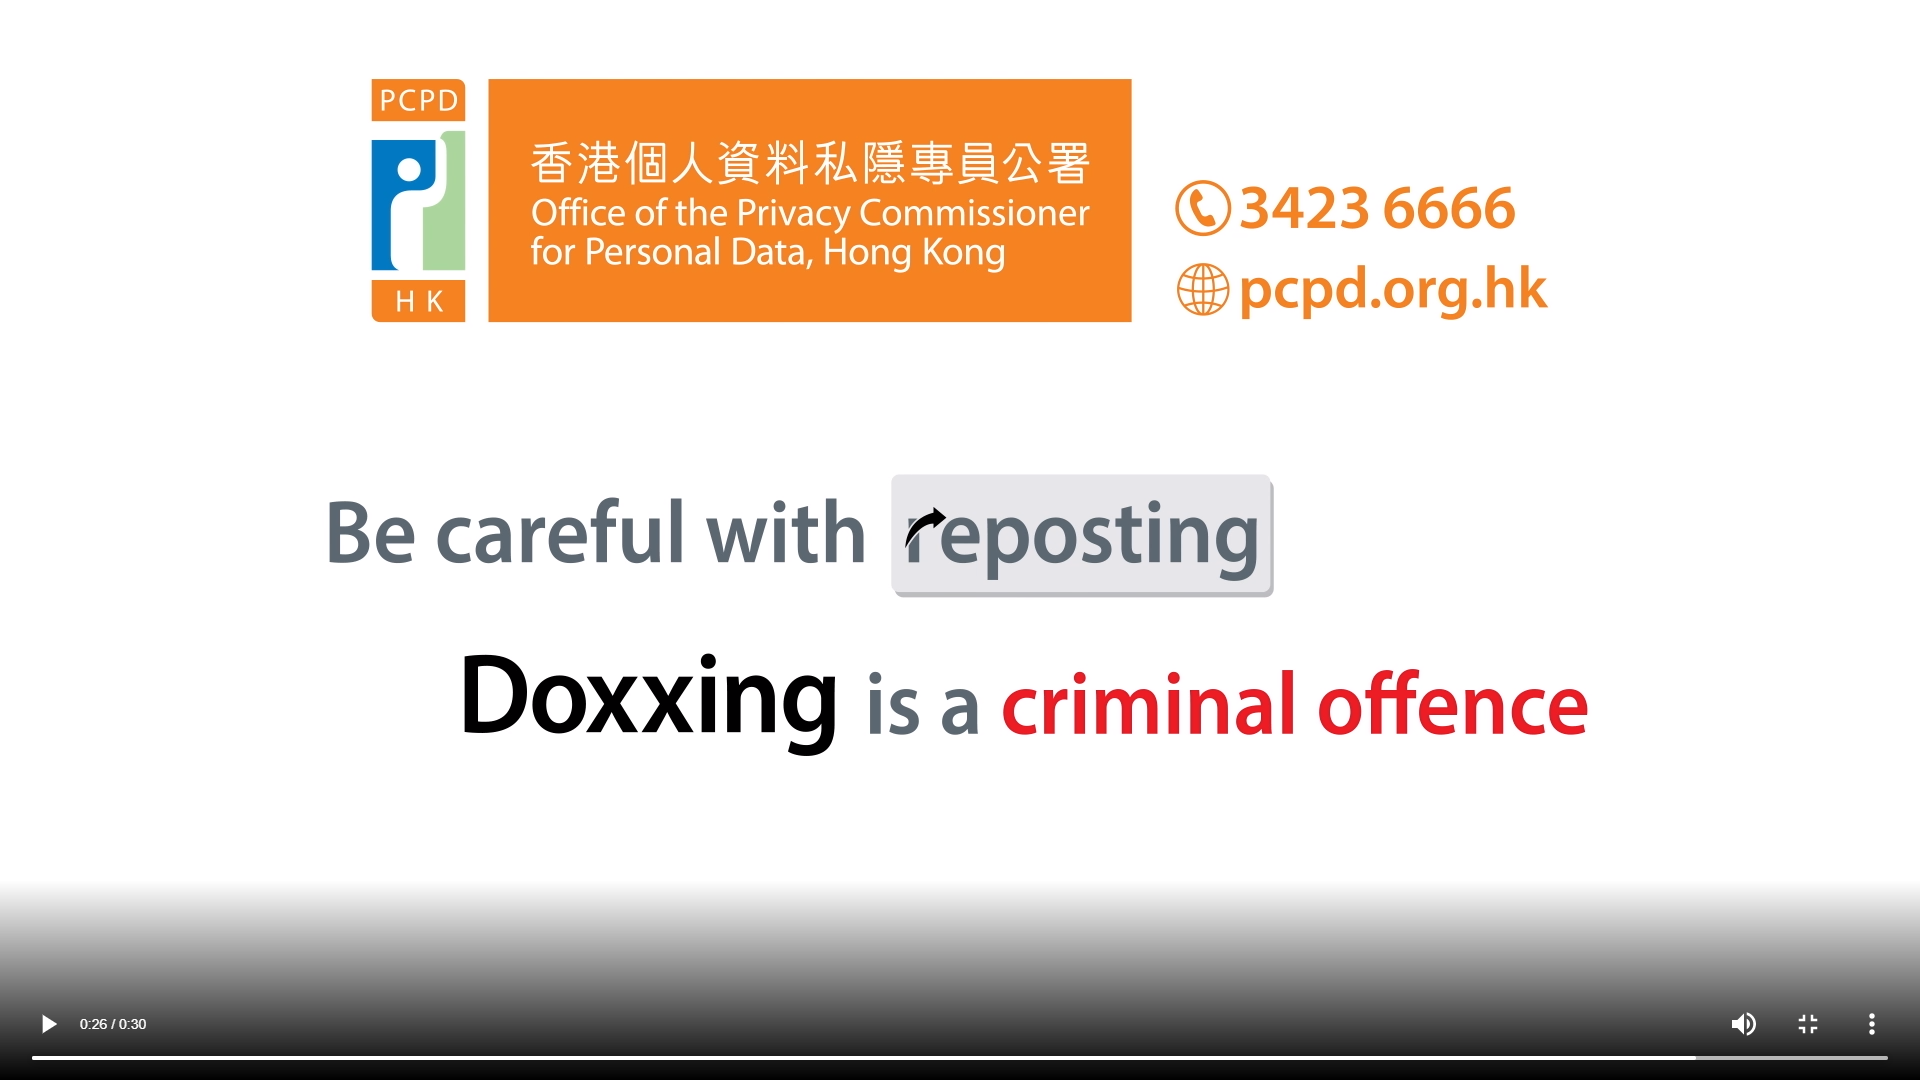 PCPD
HK
香港個人資料私隱專員公署
Office of the Privacy Commissioner
for Personal Data, Hong Kong
3423 6666
pcpd.org.hk
Be careful with reposting
Doxxing is a criminal offence
0:26 / 0:30